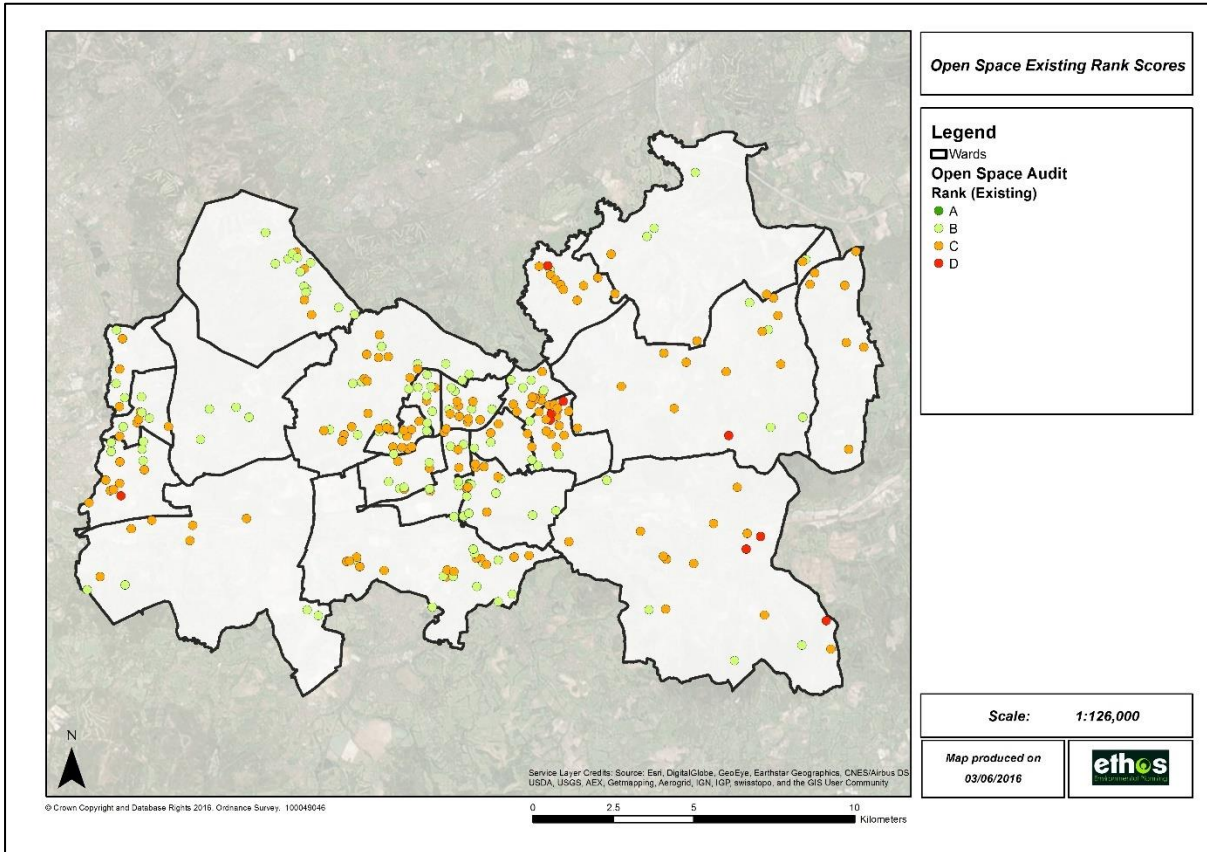 Open Space Existing Rank Scores
Legend
Wards
Open Space Audit
Rank (Existing)
A
B
C
D
N
Service Layer Credits: Source: Esri, DigitalGlobe, GeoEye, Earthstar Geographics, CNES/Airbus DS,
USDA, USGS, AEX, Getmapping, Aerogrid, IGN, IGP, swisstopo, and the GIS User Community
© Crown Copyright and Database Rights 2016. Ordnance Survey. 100049046
0 2.5 5 10
Kilometers
Scale: 1:126,000
Map produced on
03/06/2016
ethos
Environmental Planning